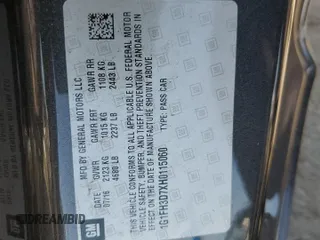 MFD BY GENERAL MOTORS LLC
07/16 GVWR GAWR FRT GAWR RR
2123 KG 1015 KG 1108 KG
4680 LB 2237 LB 2443 LB
THIS VEHICLE CONFORMS TO ALL APPLICABLE U.S. FEDERAL MOTOR
VEHICLE SAFETY, BUMPER, AND THEFT PREVENTION STANDARDS IN
EFFECT ON THE DATE OF MANUFACTURE SHOWN ABOVE.
TYPE: PASS CAR
GM
DREAMBID